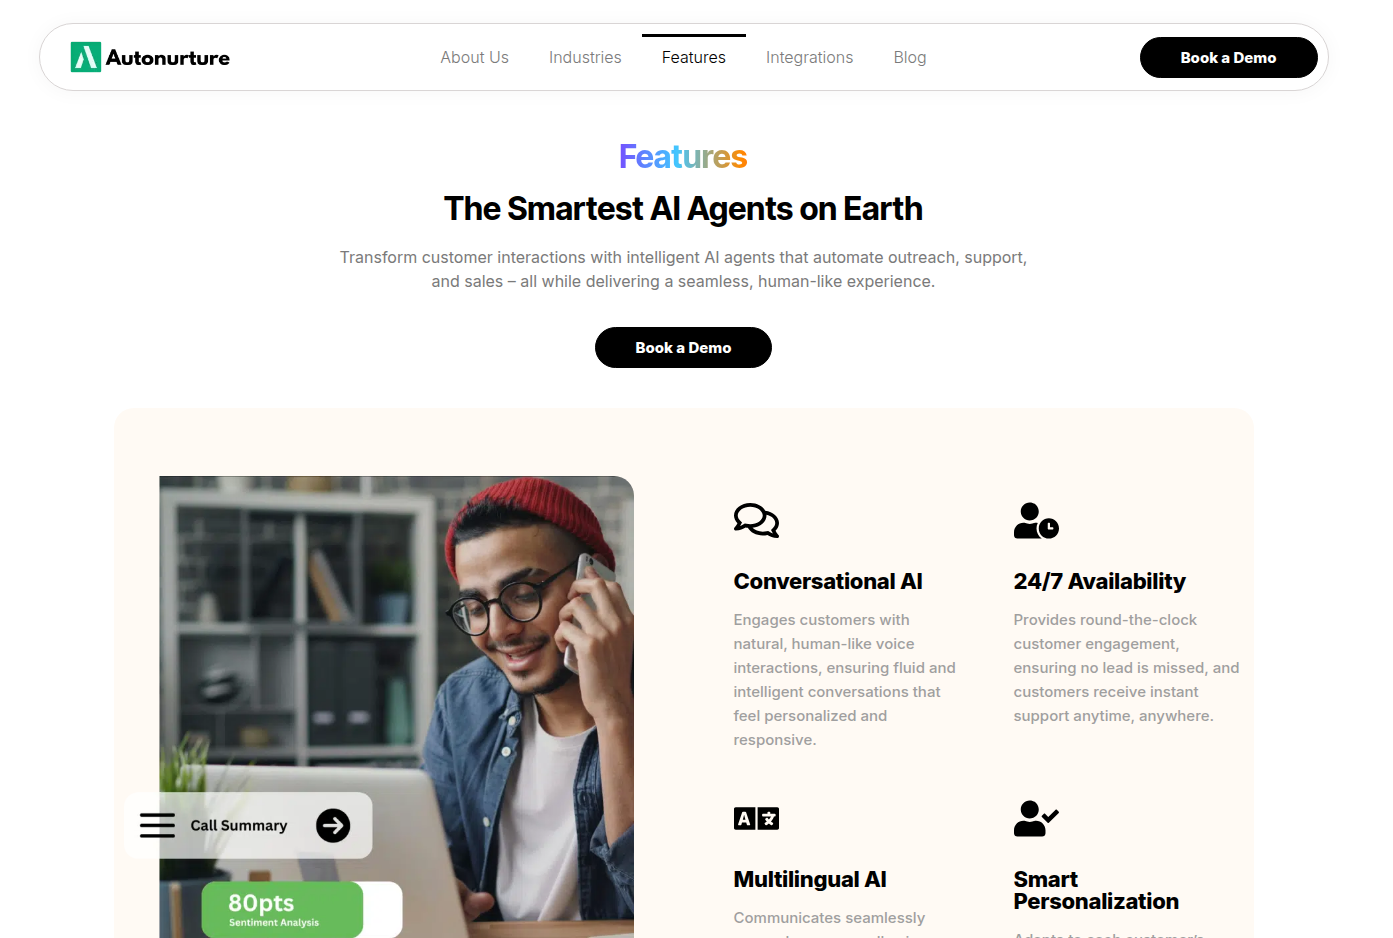 Autonurture
About Us
Industries
Features
Integrations
Blog
Book a Demo
Features
The Smartest AI Agents on Earth
Transform customer interactions with intelligent AI agents that automate outreach, support,
and sales – all while delivering a seamless, human-like experience.
Book a Demo
Call Summary
80pts
Sentiment Analysis
Conversational AI
Engages customers with
natural, human-like voice
interactions, ensuring fluid and
intelligent conversations that
feel personalized and
responsive.
24/7 Availability
Provides round-the-clock
customer engagement,
ensuring no lead is missed, and
customers receive instant
support anytime, anywhere.
A 文
Multilingual AI
Communicates seamlessly
Smart
Personalization